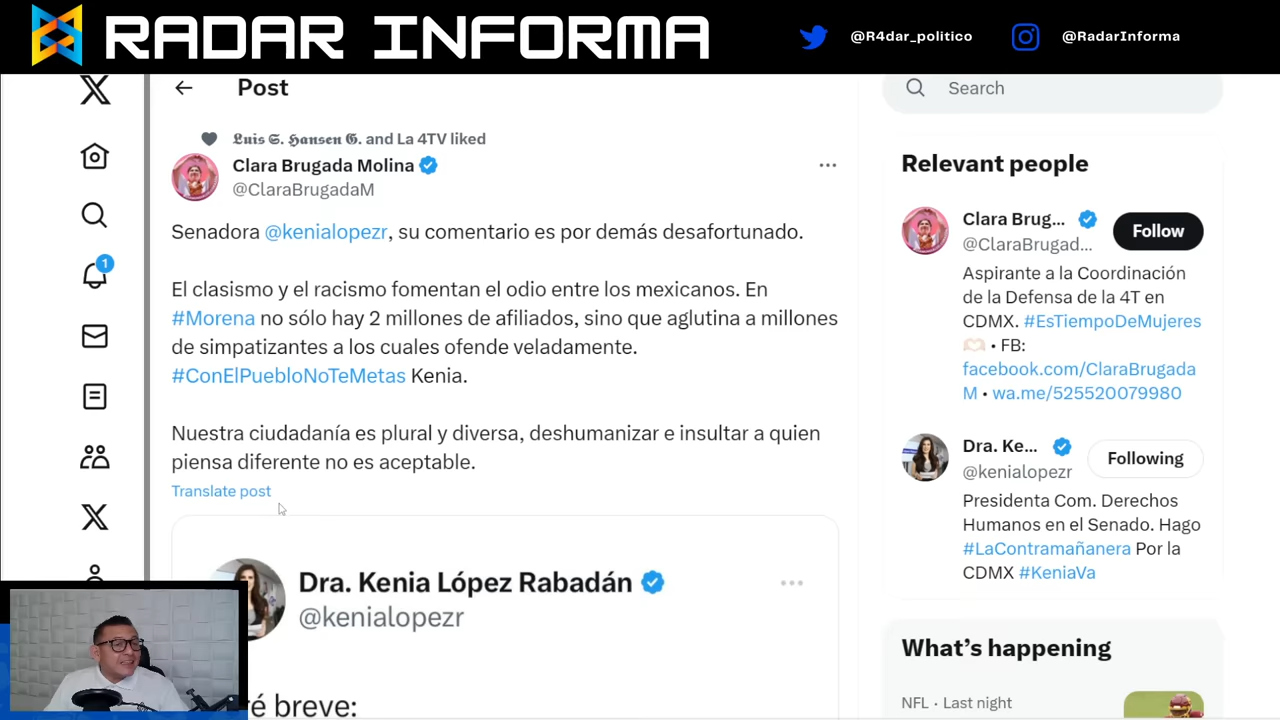 RADAR INFORMA
@R4dar_politico
@RadarInforma
Post
Search
𝕷𝖚𝖎𝖘 𝕾. 𝕳𝖆𝖓𝖘𝖊𝖓 𝕲. and La 4TV liked
Clara Brugada Molina
@ClaraBrugadaM
Senadora @kenialopezr, su comentario es por demás desafortunado.
El clasismo y el racismo fomentan el odio entre los mexicanos. En
#Morena no sólo hay 2 millones de afiliados, sino que aglutina a millones
de simpatizantes a los cuales ofende veladamente.
#ConElPuebloNoTeMetas Kenia.
Nuestra ciudadanía es plural y diversa, deshumanizar e insultar a quien
piensa diferente no es aceptable.
Translate post
Dra. Kenia López Rabadán
@kenialopezr
ré breve:
1
Relevant people
Clara Brug...
Follow
@ClaraBrugad...
Aspirante a la Coordinación
de la Defensa de la 4T en
CDMX. #EsTiempoDeMujeres
🫶🏻 • FB:
facebook.com/ClaraBrugada
M • wa.me/525520079980
Dra. Ke...
Following
@kenialopezr
Presidenta Com. Derechos
Humanos en el Senado. Hago
#LaContramañanera Por la
CDMX #KeniaVa
What's happening
NFL · Last night